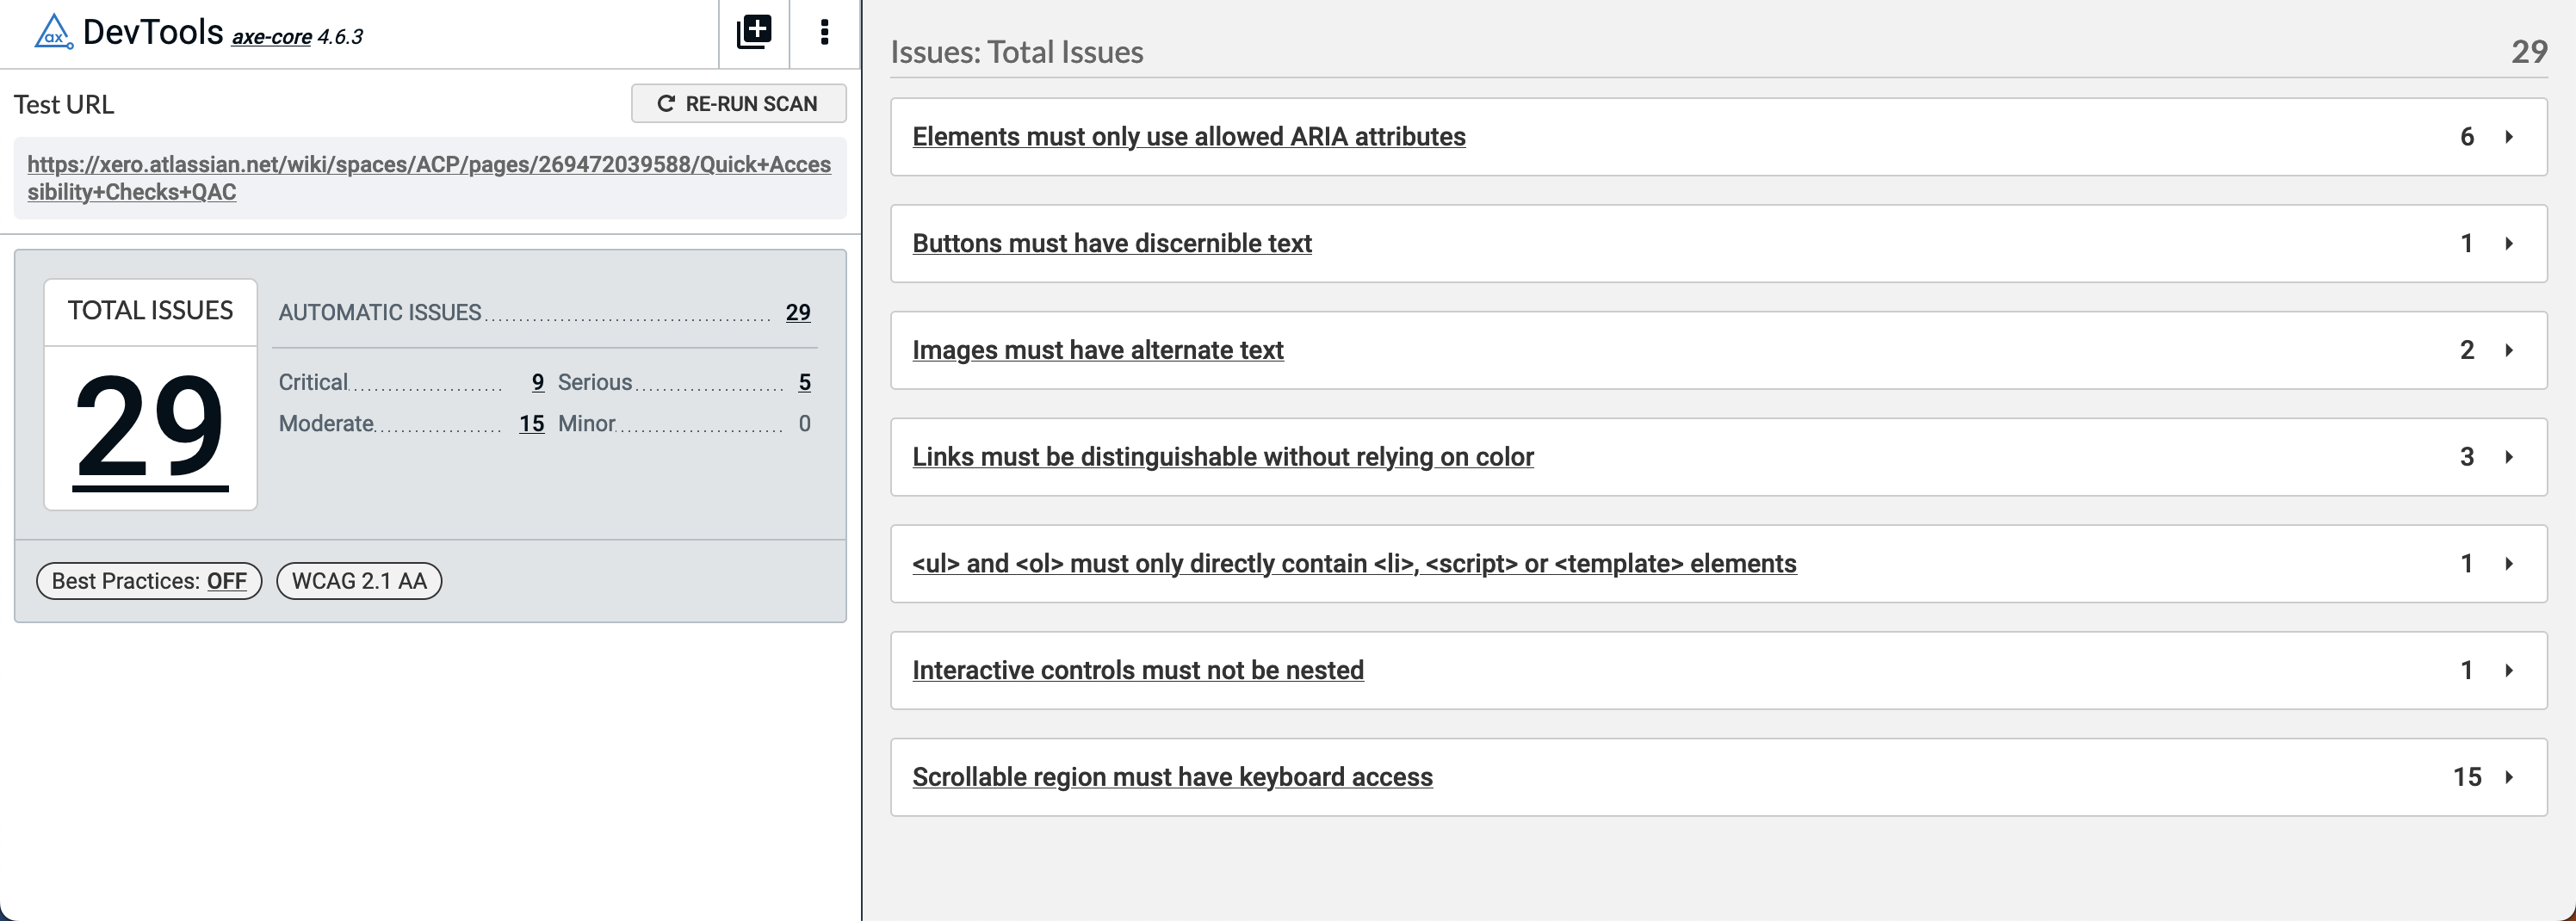 ax DevTools axe-core 4.6.3
Test URL
RE-RUN SCAN
https://xero.atlassian.net/wiki/spaces/ACP/pages/269472039588/Quick+Acces
sibility+Checks+QAC
TOTAL ISSUES
29
AUTOMATIC ISSUES 29
Critical 9 Serious 5
Moderate 15 Minor 0
Best Practices: OFF
WCAG 2.1 AA
Issues: Total Issues 29
Elements must only use allowed ARIA attributes 6
Buttons must have discernible text 1
Images must have alternate text 2
Links must be distinguishable without relying on color 3
<ul> and <ol> must only directly contain <li>, <script> or <template> elements 1
Interactive controls must not be nested 1
Scrollable region must have keyboard access 15